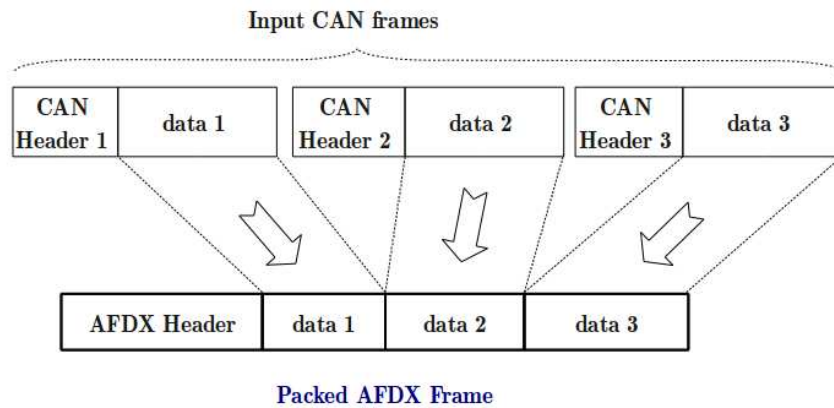 Input CAN frames
CAN
Header 1
data 1
CAN
Header 2
data 2
CAN
Header 3
data 3
AFDX Header
data 1
data 2
data 3
Packed AFDX Frame